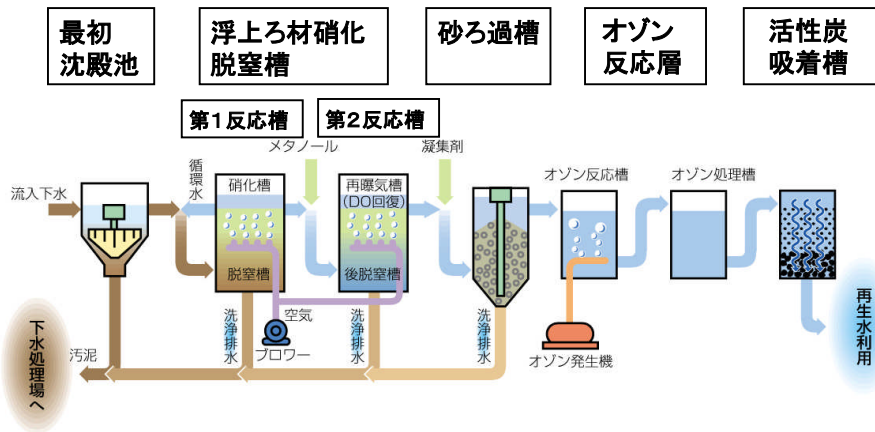 最初
沈殿池
浮上ろ材硝化
脱窒槽
砂ろ過槽
オゾン
反応層
活性炭
吸着槽
第1反応槽
第2反応槽
メタノール
凝集剤
流入下水
循環水
硝化槽
脱窒槽
再曝気槽
(DO回復)
後脱窒槽
オゾン反応槽
オゾン処理槽
空気
ブロワー
洗浄排水
洗浄排水
洗浄排水
オゾン発生機
汚泥
下水処理場へ
再生水利用